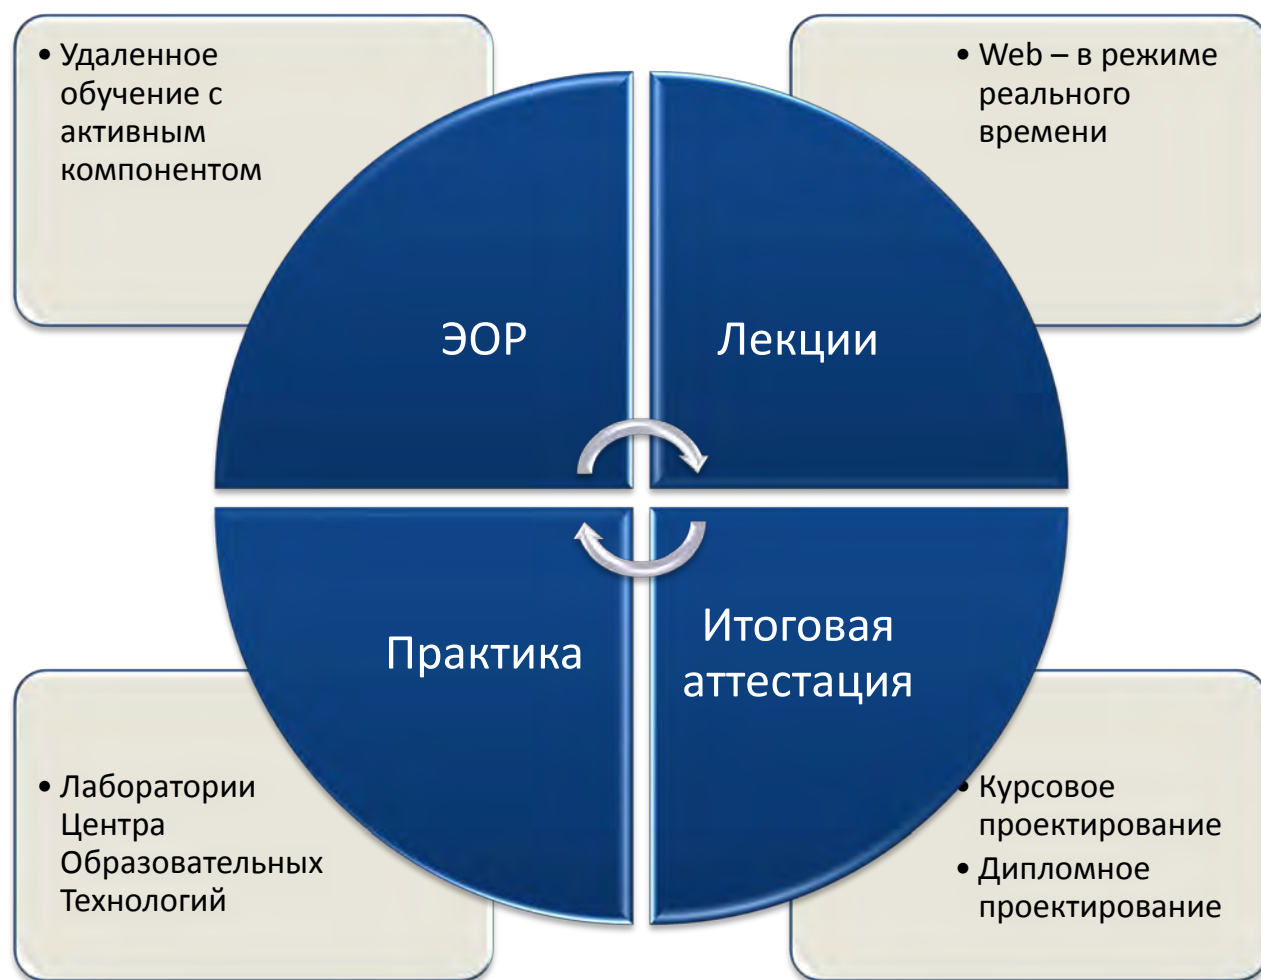 • Удаленное
обучение с
активным
компонентом
• Web – в режиме
реального
времени
ЭОР
Лекции
Практика
Итоговая
аттестация
• Лаборатории
Центра
Образовательных
Технологий
• Курсовое
проектирование
• Дипломное
проектирование